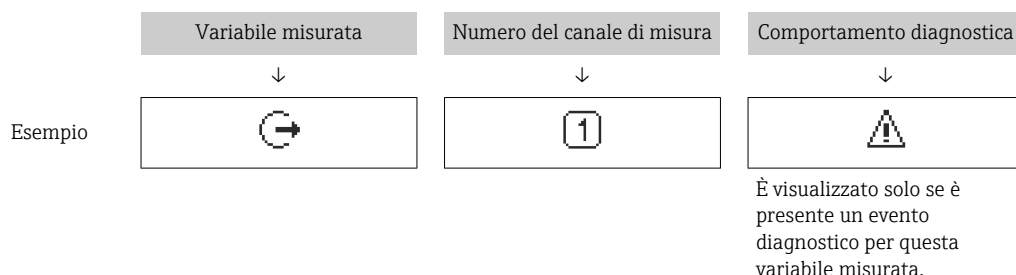 Variabile misurata
Numero del canale di misura
Comportamento diagnostica
↓ ↓ ↓
Esempio
1
È visualizzato solo se è
presente un evento
diagnostico per questa
variabile misurata.